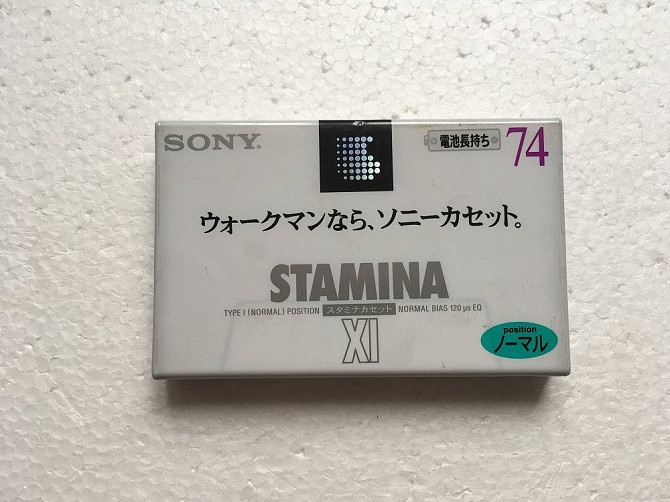 SONY®
電池長持ち 74
ウォークマンなら、ソニーカセット。
STAMINA
TYPE I (NORMAL) POSITION スタミナカセット NORMAL BIAS 120 μs EQ
XI
position
ノーマル